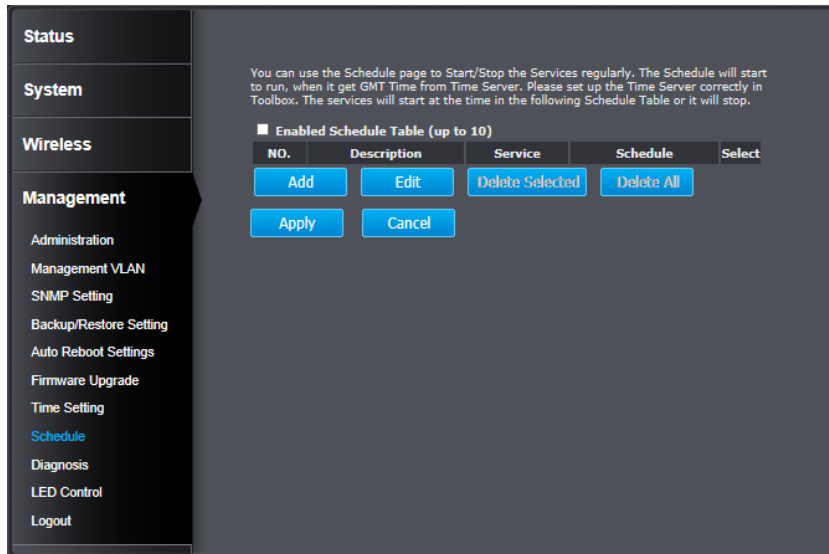 Status
System
Wireless
Management
Administration
Management VLAN
SNMP Setting
Backup/Restore Setting
Auto Reboot Settings
Firmware Upgrade
Time Setting
Schedule
Diagnosis
LED Control
Logout
You can use the Schedule page to Start/Stop the Services regularly. The Schedule will start
to run, when it get GMT Time from Time Server. Please set up the Time Server correctly in
Toolbox. The services will start at the time in the following Schedule Table or it will stop.
Enabled Schedule Table (up to 10)
NO. Description Service Schedule Select
Add Edit Delete Selected Delete All
Apply Cancel